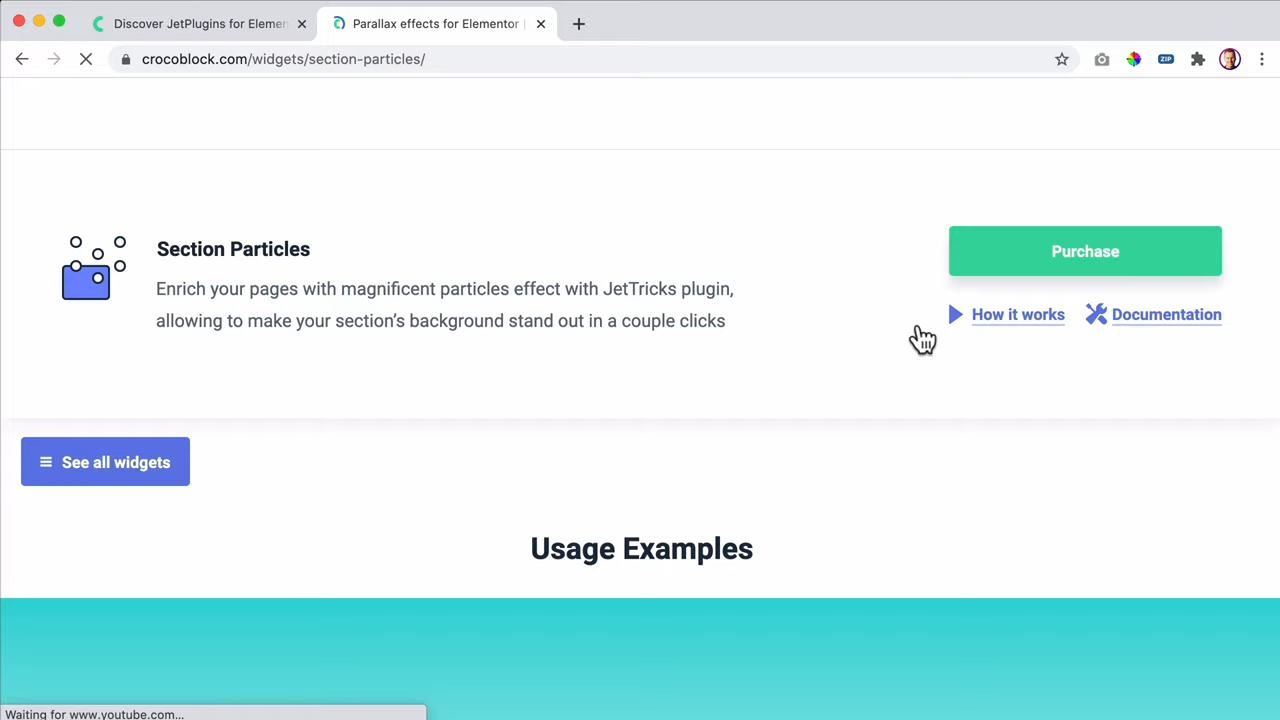 Discover JetPlugins for Elemen
Parallax effects for Elementor |
crocoblock.com/widgets/section-particles/
ZIP
Section Particles
Enrich your pages with magnificent particles effect with JetTricks plugin,
allowing to make your section's background stand out in a couple clicks
Purchase
How it works
Documentation
See all widgets
Usage Examples
Waiting for www.youtube.com...